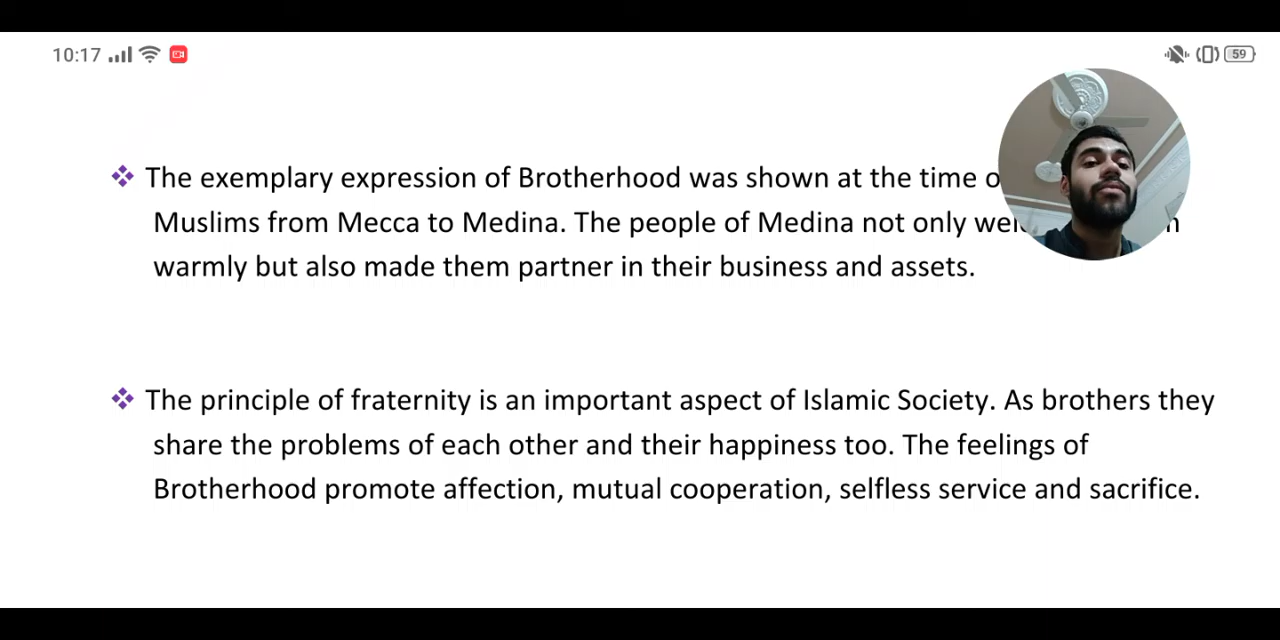 10:17
59
The exemplary expression of Brotherhood was shown at the time
Muslims from Mecca to Medina. The people of Medina not only
warmly but also made them partner in their business and assets.
The principle of fraternity is an important aspect of Islamic Society. As brothers they
share the problems of each other and their happiness too. The feelings of
Brotherhood promote affection, mutual cooperation, selfless service and sacrifice.